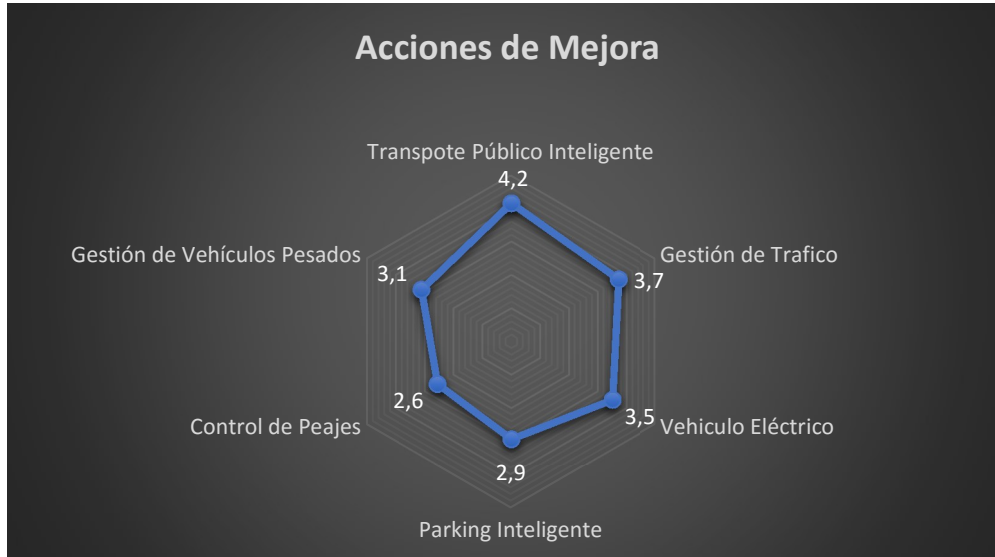 Acciones de Mejora
Transpote Público Inteligente
4,2
Gestión de Vehículos Pesados
3,1
Gestión de Trafico
3,7
Control de Peajes
2,6
Vehiculo Eléctrico
3,5
2,9
Parking Inteligente